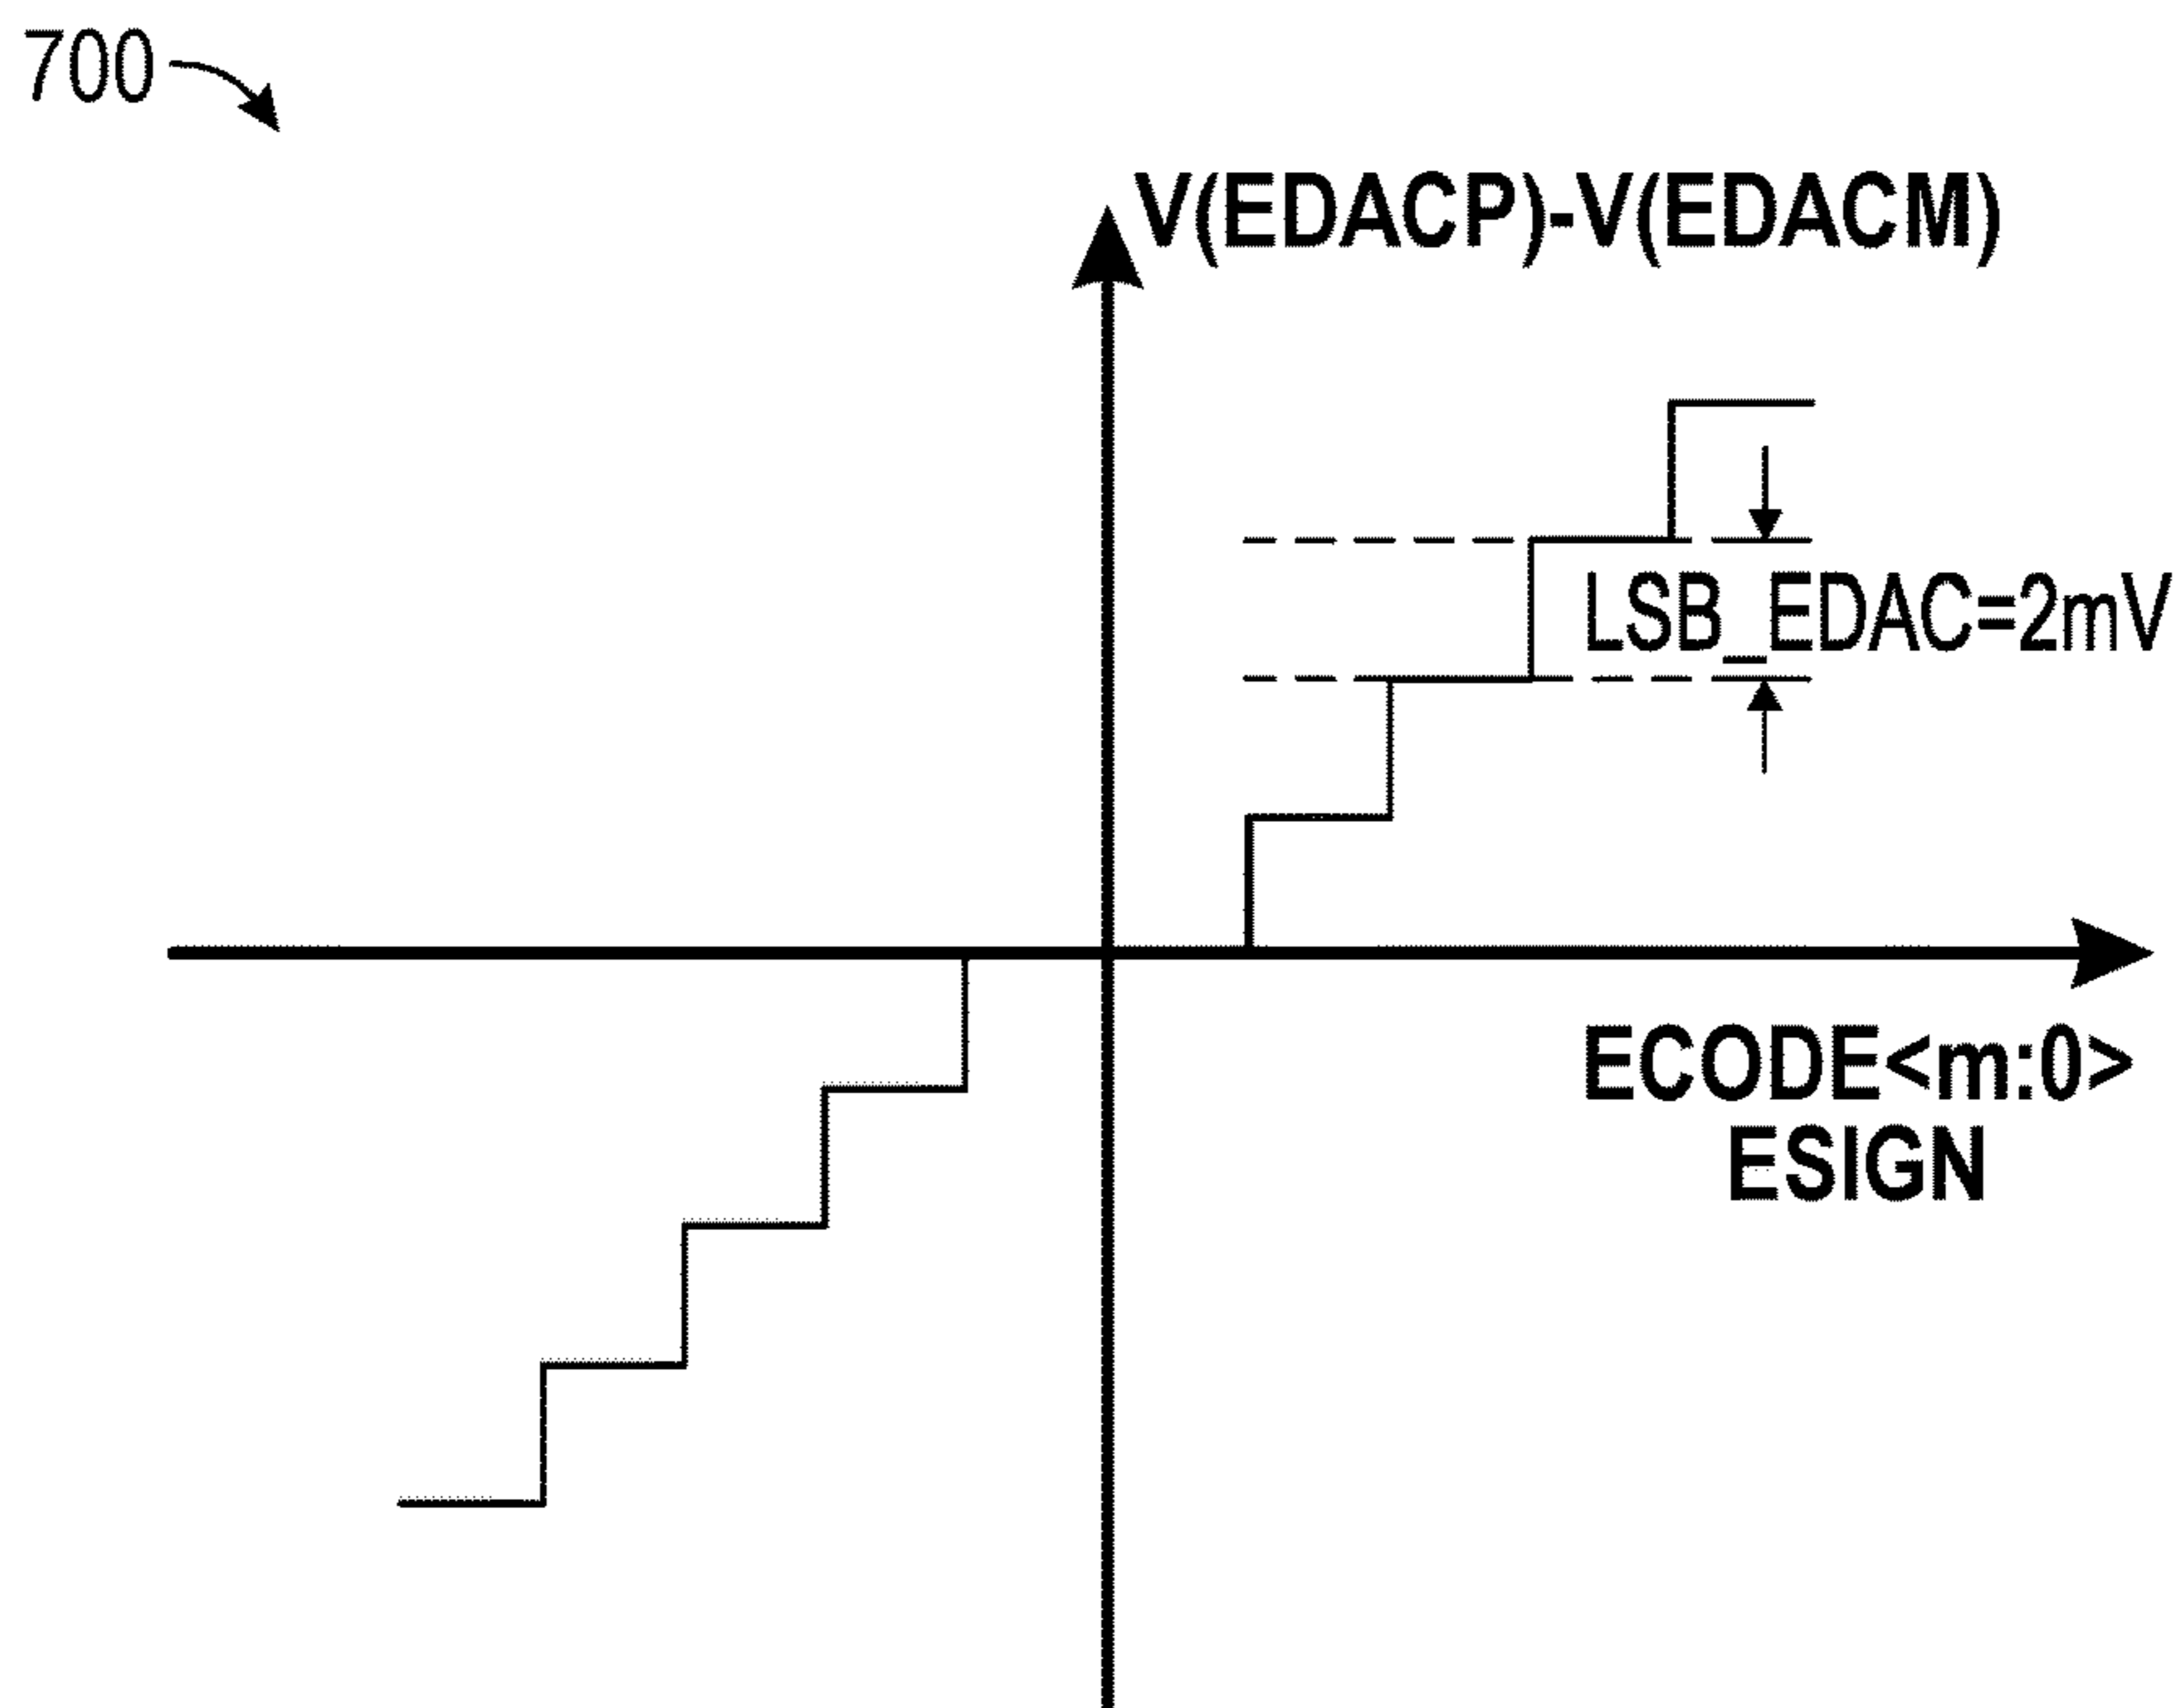 700
V(EDACP)-V(EDACM)
LSB_EDAC=2mV
ECODE<m:0>
ESIGN